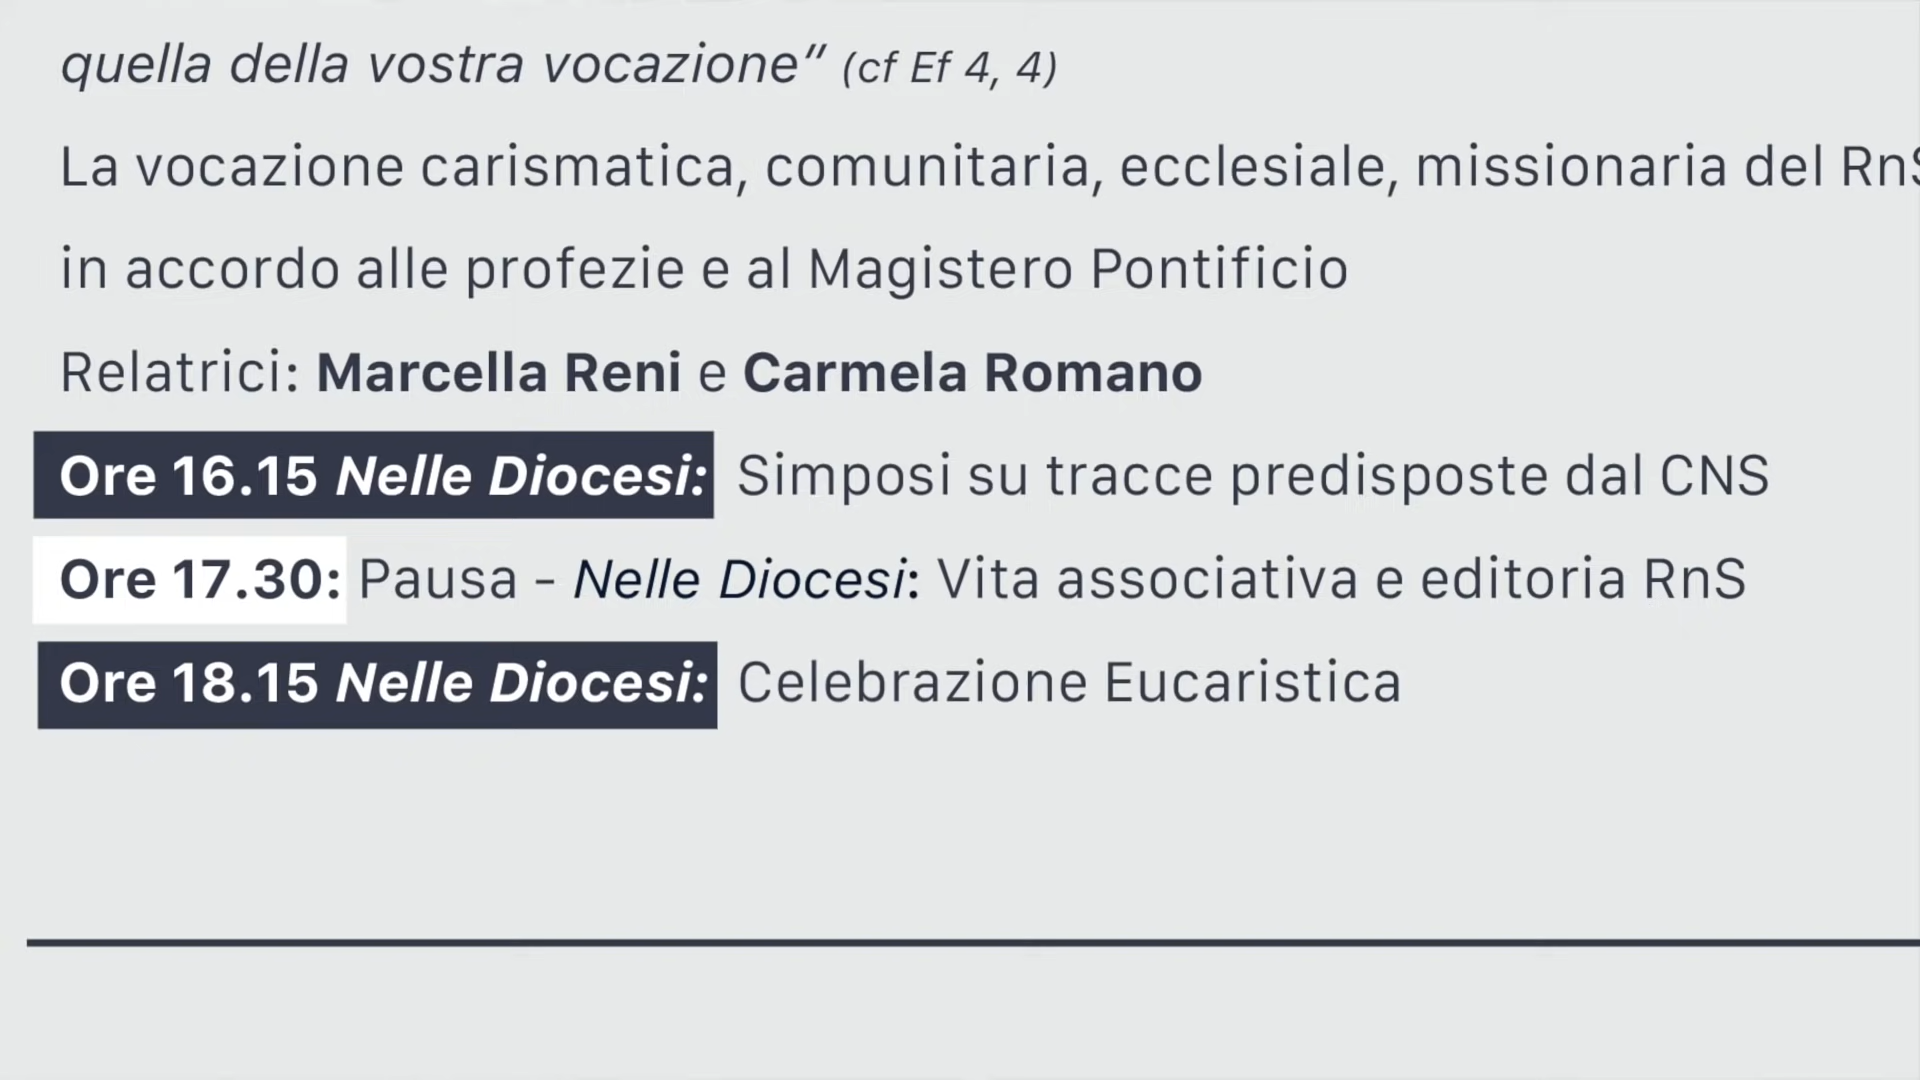 quella della vostra vocazione” (cf Ef 4, 4)
La vocazione carismatica, comunitaria, ecclesiale, missionaria del RnS
in accordo alle profezie e al Magistero Pontificio
Relatrici: Marcella Reni e Carmela Romano
Ore 16.15 Nelle Diocesi: Simposi su tracce predisposte dal CNS
Ore 17.30: Pausa - Nelle Diocesi: Vita associativa e editoria RnS
Ore 18.15 Nelle Diocesi: Celebrazione Eucaristica